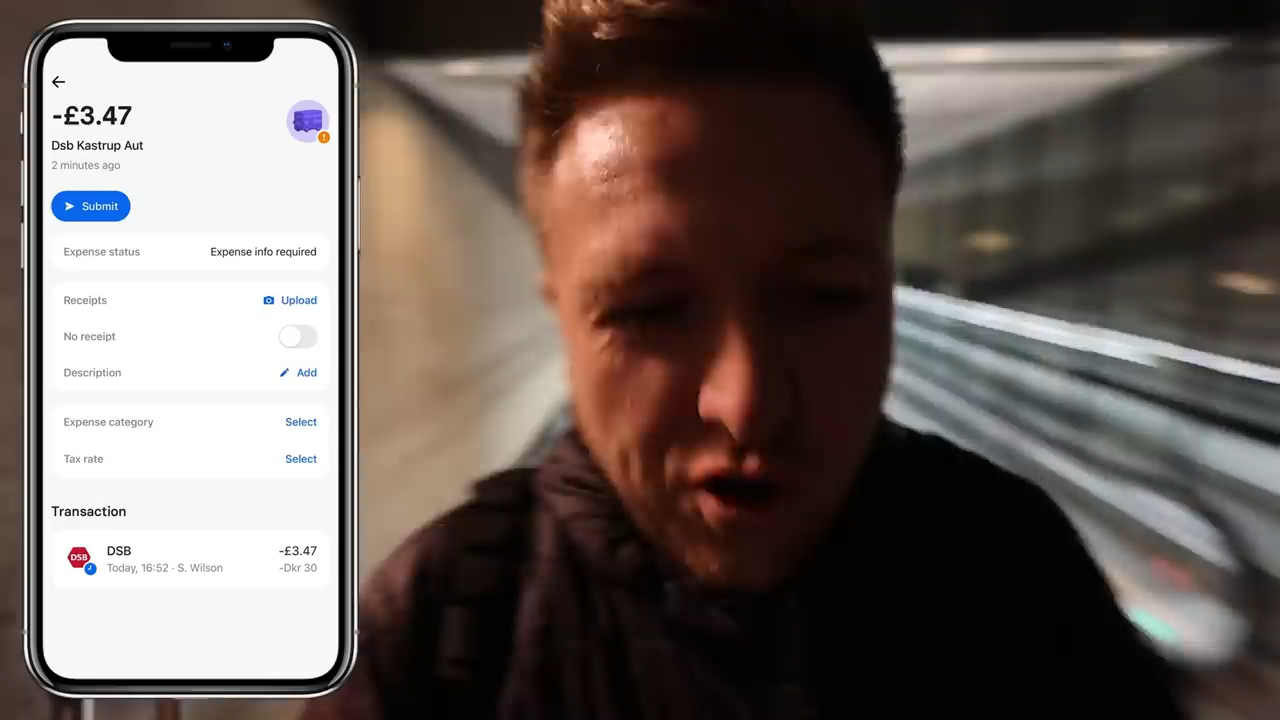 -£3.47
Dsb Kastrup Aut
2 minutes ago
Submit
Expense status Expense info required
Receipts Upload
No receipt
Description Add
Expense category Select
Tax rate Select
Transaction
DSB
DSB -£3.47
Today, 16:52 · S. Wilson -Dkr 30